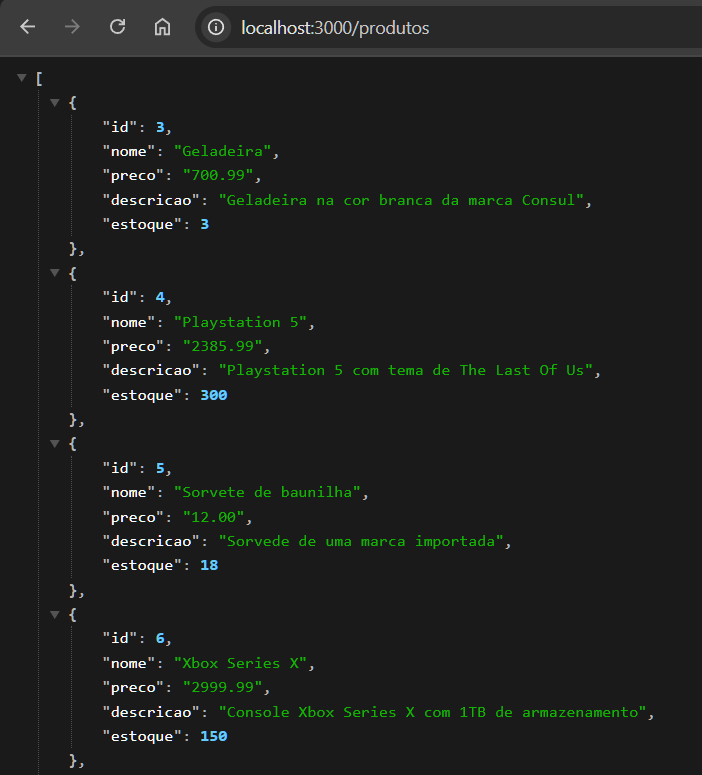 localhost:3000/produtos
[
{
"id": 3,
"nome": "Geladeira",
"preco": "700.99",
"descricao": "Geladeira na cor branca da marca Consul",
"estoque": 3
},
{
"id": 4,
"nome": "Playstation 5",
"preco": "2385.99",
"descricao": "Playstation 5 com tema de The Last Of Us",
"estoque": 300
},
{
"id": 5,
"nome": "Sorvete de baunilha",
"preco": "12.00",
"descricao": "Sorvede de uma marca importada",
"estoque": 18
},
{
"id": 6,
"nome": "Xbox Series X",
"preco": "2999.99",
"descricao": "Console Xbox Series X com 1TB de armazenamento",
"estoque": 150
},